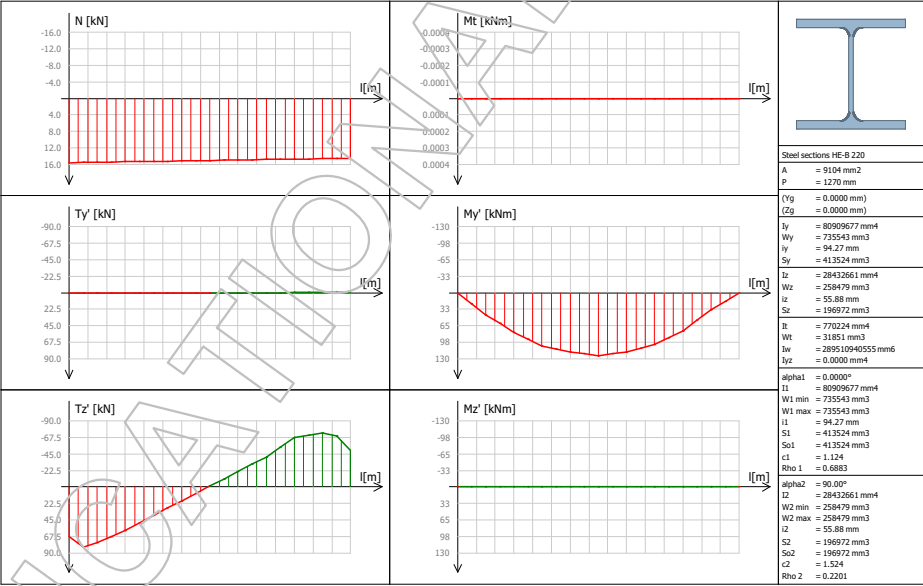 N [kN]
-16.0
-12.0
-8.0
-4.0
l[m]
4.0
8.0
12.0
16.0
Mt [kNm]
-0.0004
-0.0003
-0.0002
-0.0001
l[m]
0.0001
0.0002
0.0003
0.0004
Ty' [kN]
-90.0
-67.5
-45.0
-22.5
l[m]
22.5
45.0
67.5
90.0
My' [kNm]
-130
-98
-65
-33
l[m]
33
65
98
130
Tz' [kN]
-90.0
-67.5
-45.0
-22.5
l[m]
22.5
45.0
67.5
90.0
Mz' [kNm]
-130
-98
-65
-33
l[m]
33
65
98
130
Steel sections HE-B 220
A = 9104 mm2
P = 1270 mm
(Yg = 0.0000 mm)
(Zg = 0.0000 mm)
Iy = 80909677 mm4
Wy = 735543 mm3
iy = 94.27 mm
Sy = 413524 mm3
Iz = 28432661 mm4
Wz = 258479 mm3
iz = 55.88 mm
Sz = 196972 mm3
It = 770224 mm4
Wt = 31851 mm3
Iw = 289510940555 mm6
Iyz = 0.0000 mm4
alpha1 = 0.0000°
I1 = 80909677 mm4
W1 min = 735543 mm3
W1 max = 735543 mm3
i1 = 94.27 mm
S1 = 413524 mm3
So1 = 413524 mm3
c1 = 1.124
Rho 1 = 0.6883
alpha2 = 90.00°
I2 = 28432661 mm4
W2 min = 258479 mm3
W2 max = 258479 mm3
i2 = 55.88 mm
S2 = 196972 mm3
So2 = 196972 mm3
c2 = 1.524
Rho 2 = 0.2201
CATIONAL